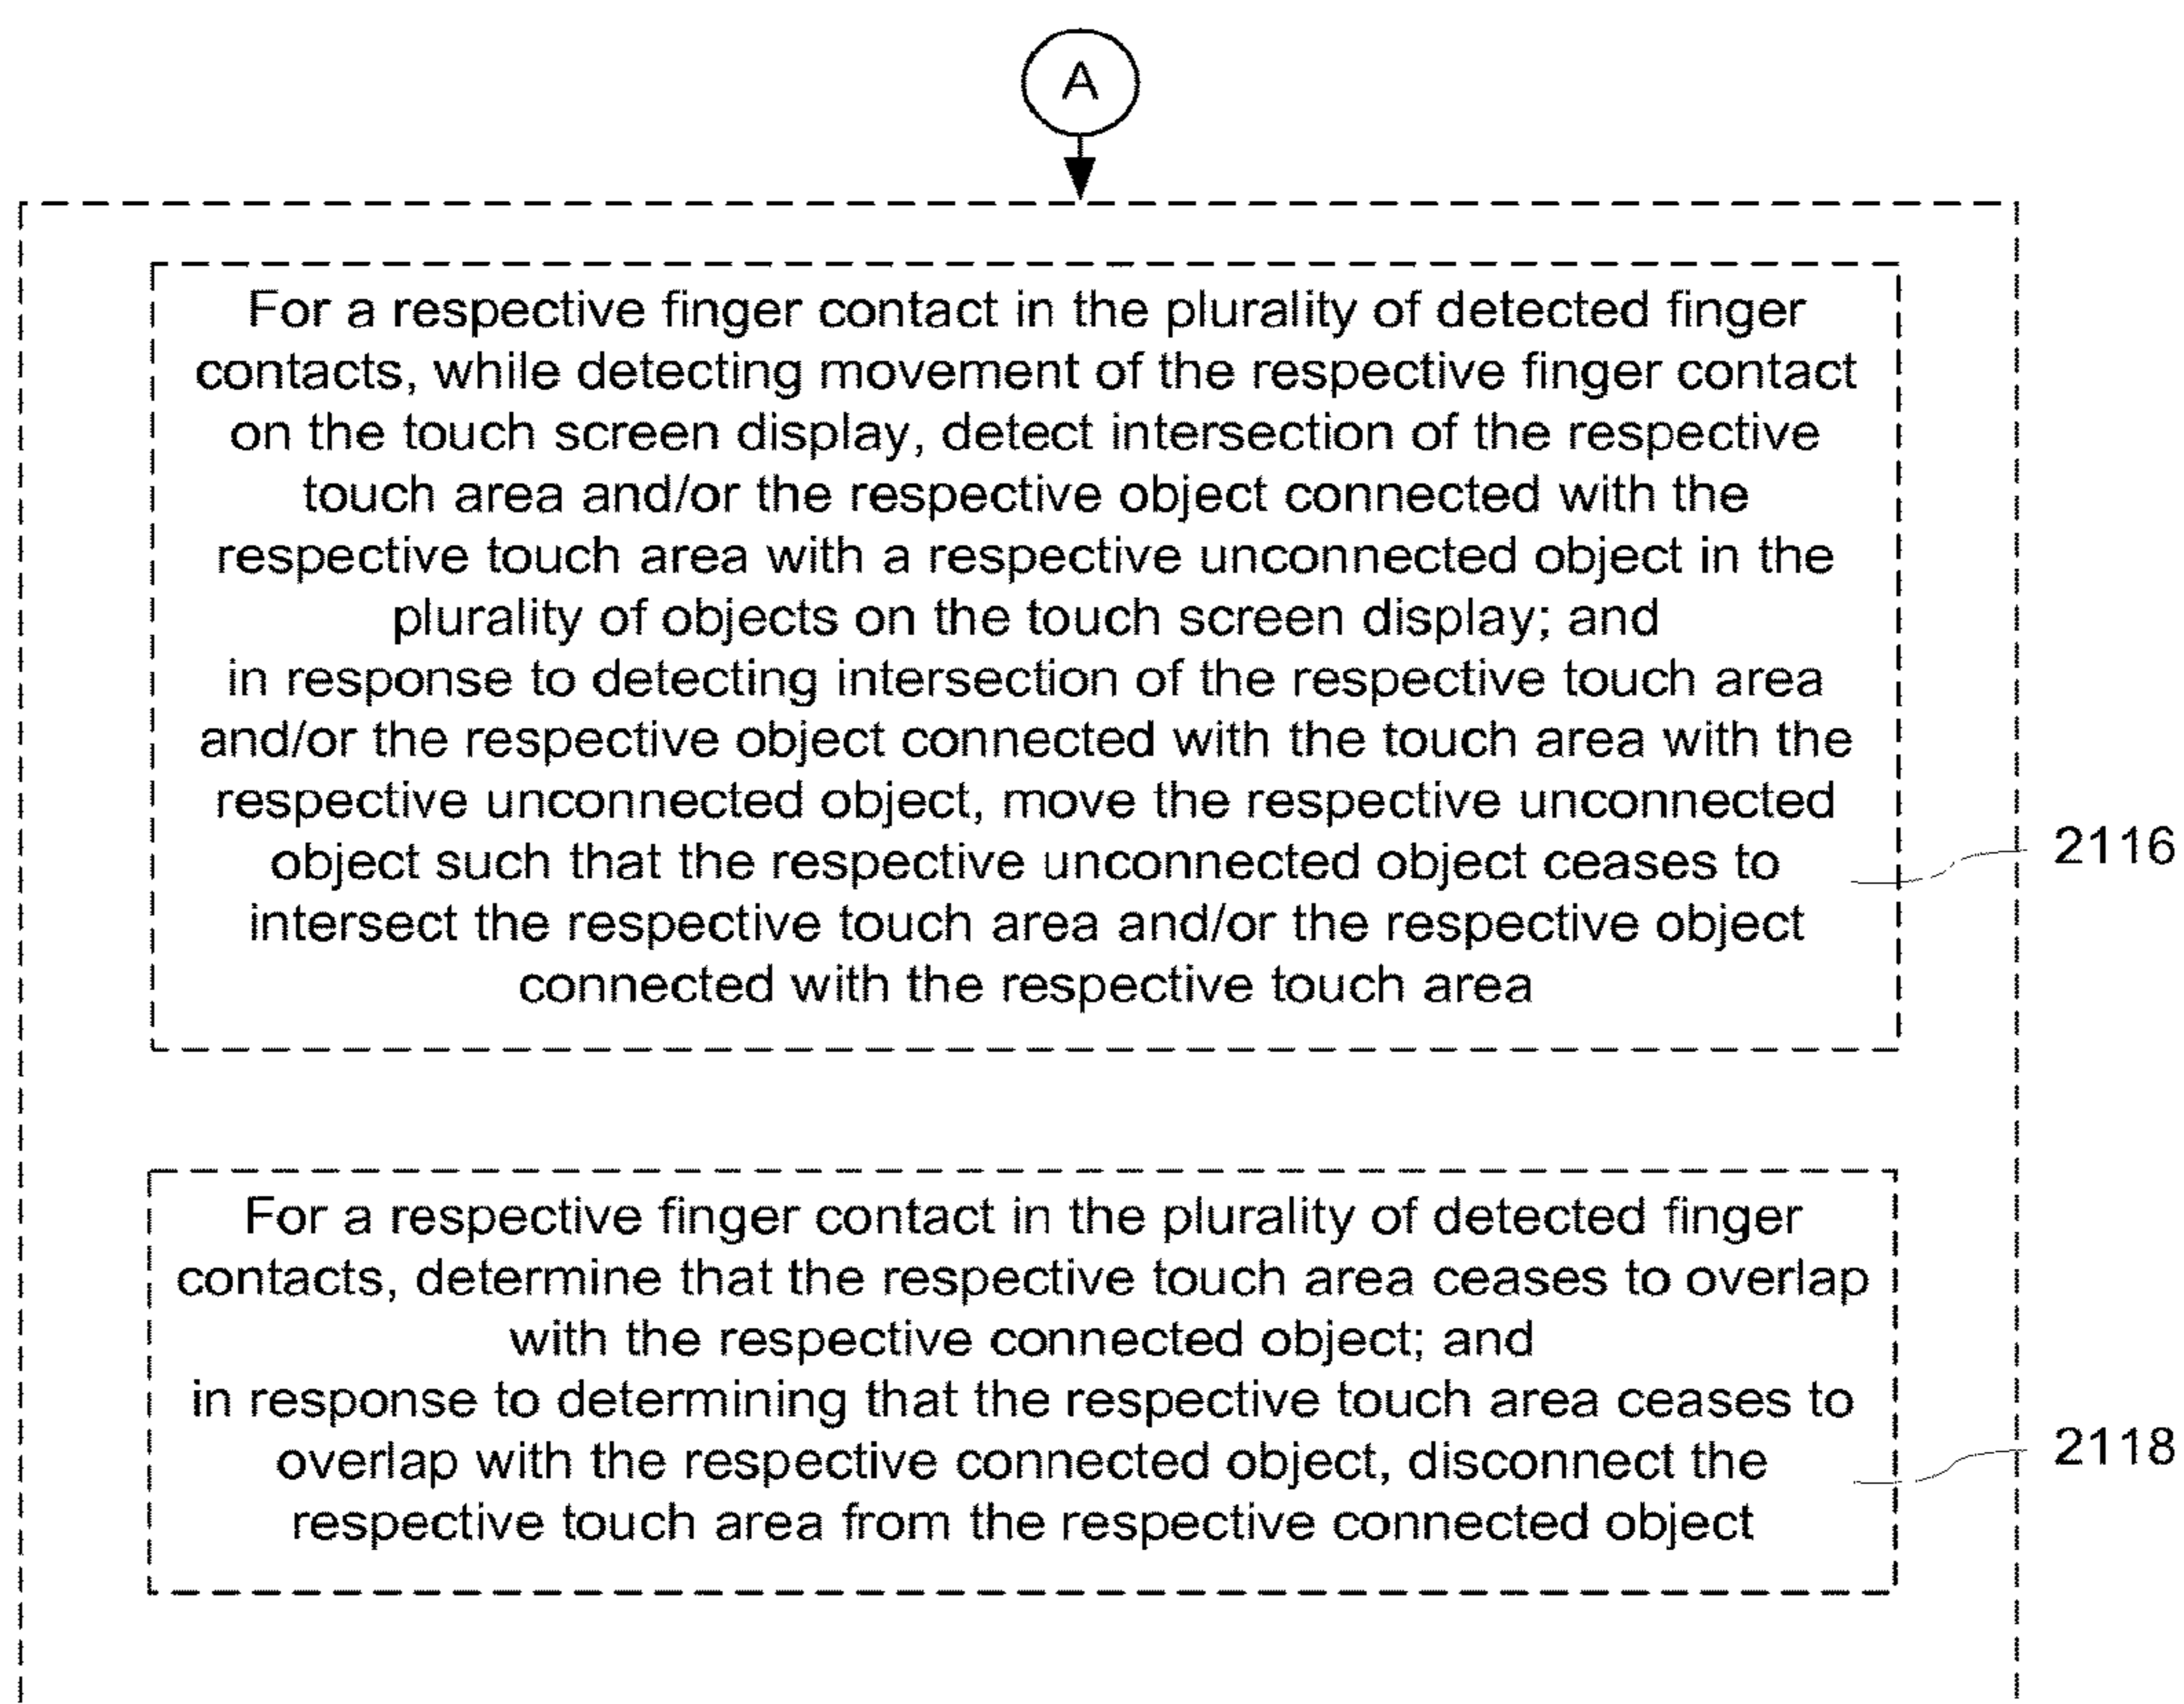 A
For a respective finger contact in the plurality of detected finger
contacts, while detecting movement of the respective finger contact
on the touch screen display, detect intersection of the respective
touch area and/or the respective object connected with the
respective touch area with a respective unconnected object in the
plurality of objects on the touch screen display; and
in response to detecting intersection of the respective touch area
and/or the respective object connected with the touch area with the
respective unconnected object, move the respective unconnected
object such that the respective unconnected object ceases to
intersect the respective touch area and/or the respective object
connected with the respective touch area
2116
For a respective finger contact in the plurality of detected finger
contacts, determine that the respective touch area ceases to overlap
with the respective connected object; and
in response to determining that the respective touch area ceases to
overlap with the respective connected object, disconnect the
respective touch area from the respective connected object
2118